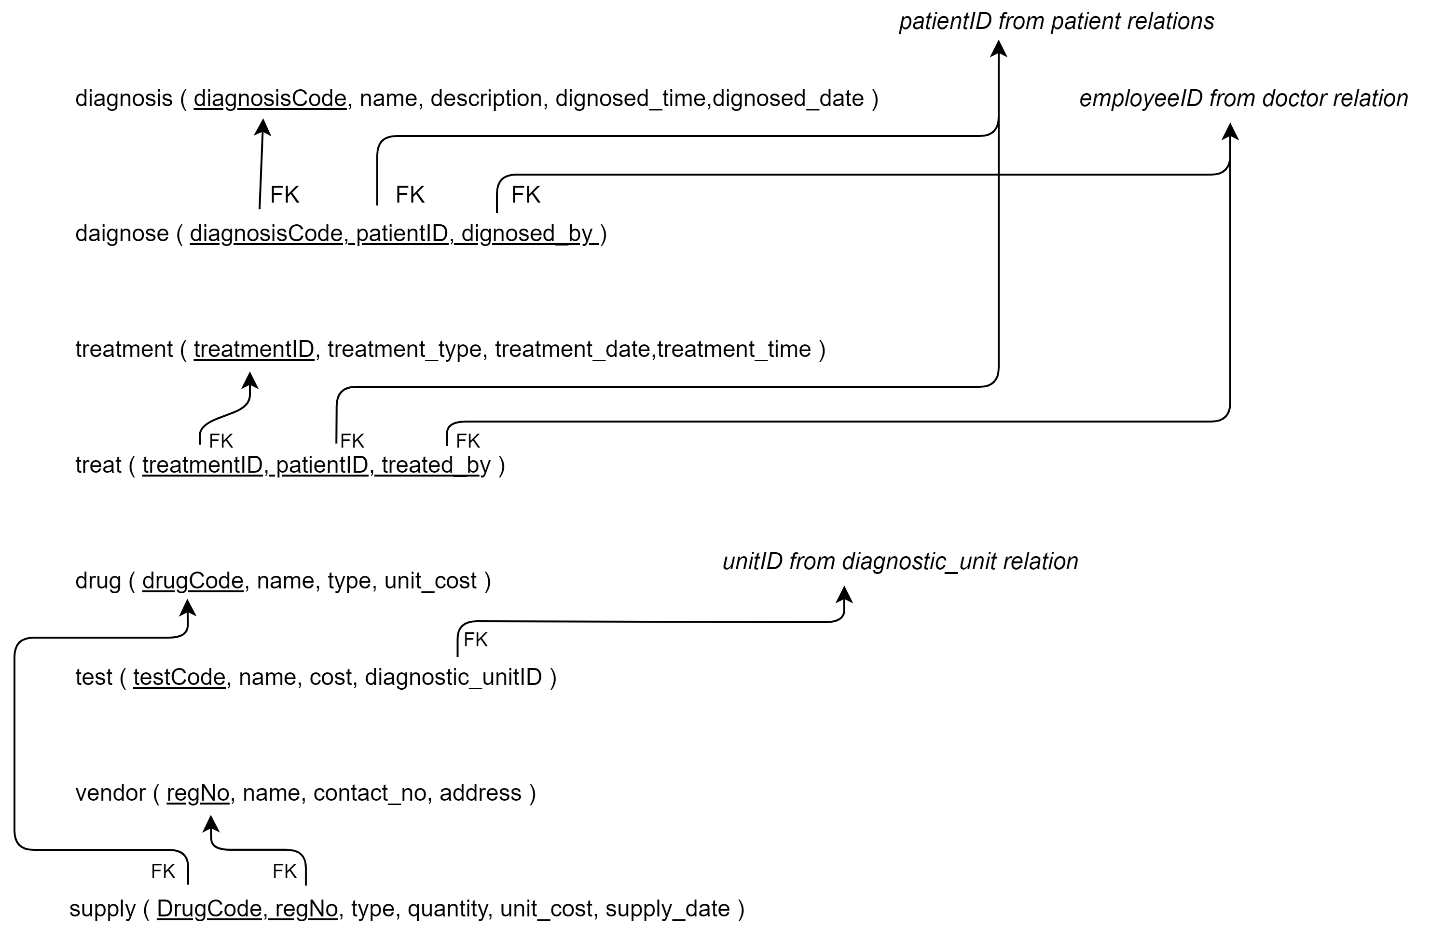 patientID from patient relations
diagnosis ( diagnosisCode, name, description, dignosed_time,dignosed_date )
employeeID from doctor relation
FK
FK
FK
daignose ( diagnosisCode, patientID, dignosed_by )
treatment ( treatmentID, treatment_type, treatment_date,treatment_time )
FK
FK
FK
treat ( treatmentID, patientID, treated_by )
unitID from diagnostic_unit relation
drug ( drugCode, name, type, unit_cost )
FK
test ( testCode, name, cost, diagnostic_unitID )
vendor ( regNo, name, contact_no, address )
FK
FK
supply ( DrugCode, regNo, type, quantity, unit_cost, supply_date )